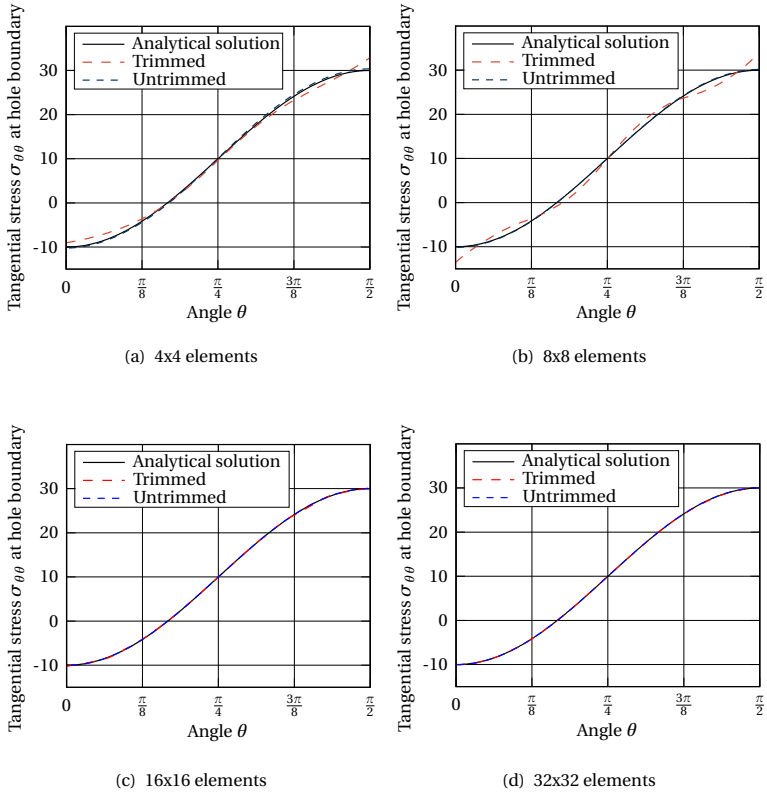 Tangential stress σθθ at hole boundary
Analytical solution
Trimmed
Untrimmed
30
20
10
0
-10
0
π/8
π/4
3π/8
π/2
Angle θ
(a) 4x4 elements
Tangential stress σθθ at hole boundary
Analytical solution
Trimmed
Untrimmed
30
20
10
0
-10
0
π/8
π/4
3π/8
π/2
Angle θ
(b) 8x8 elements
Tangential stress σθθ at hole boundary
Analytical solution
Trimmed
Untrimmed
30
20
10
0
-10
0
π/8
π/4
3π/8
π/2
Angle θ
(c) 16x16 elements
Tangential stress σθθ at hole boundary
Analytical solution
Trimmed
Untrimmed
30
20
10
0
-10
0
π/8
π/4
3π/8
π/2
Angle θ
(d) 32x32 elements